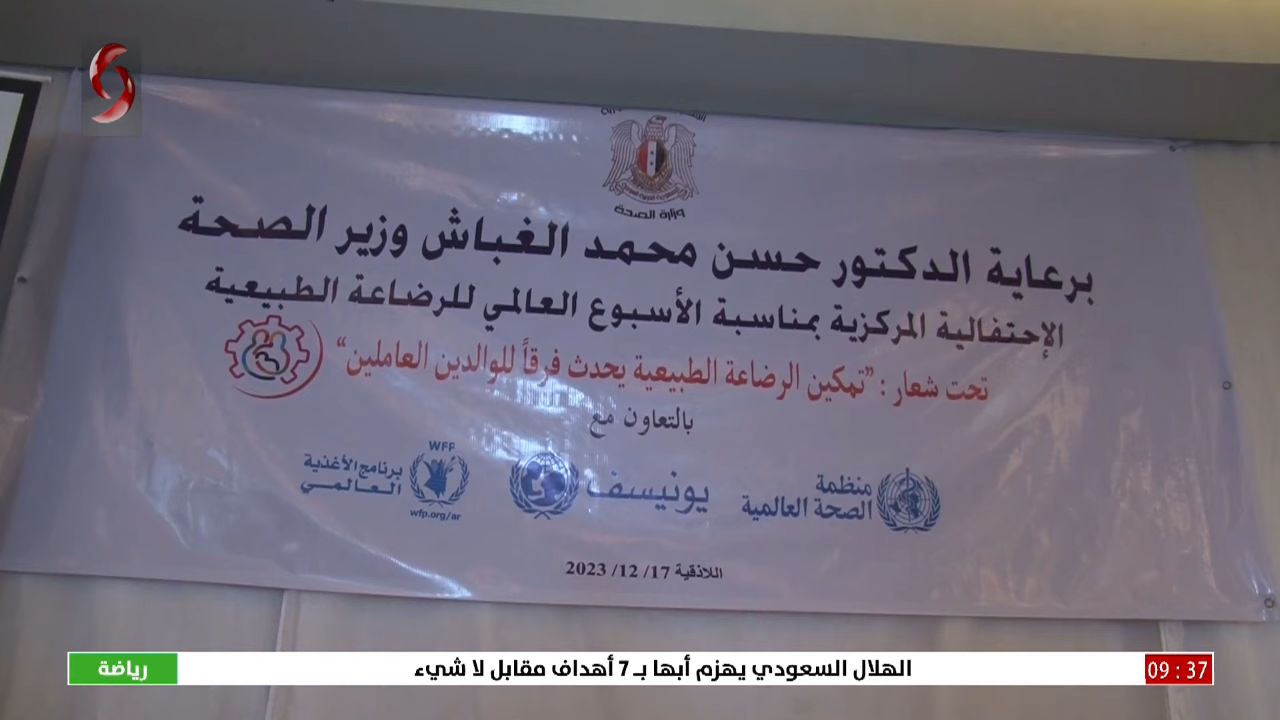 وزارة الصحة
برعاية الدكتور حسن محمد الغباش وزير الصحة
الإحتفالية المركزية بمناسبة الأسبوع العالمي للرضاعة الطبيعية
تحت شعار : "تمكين الرضاعة الطبيعية يحدث فرقاً للوالدين العاملين"
بالتعاون مع
منظمة
الصحة العالمية
يونيسف
WFP
برنامج الأغذية
العالمي
wfp.org/ar
اللاذقية 17/ 12/ 2023
09 : 37
الهلال السعودي يهزم أبها بـ 7 أهداف مقابل لا شيء
رياضة